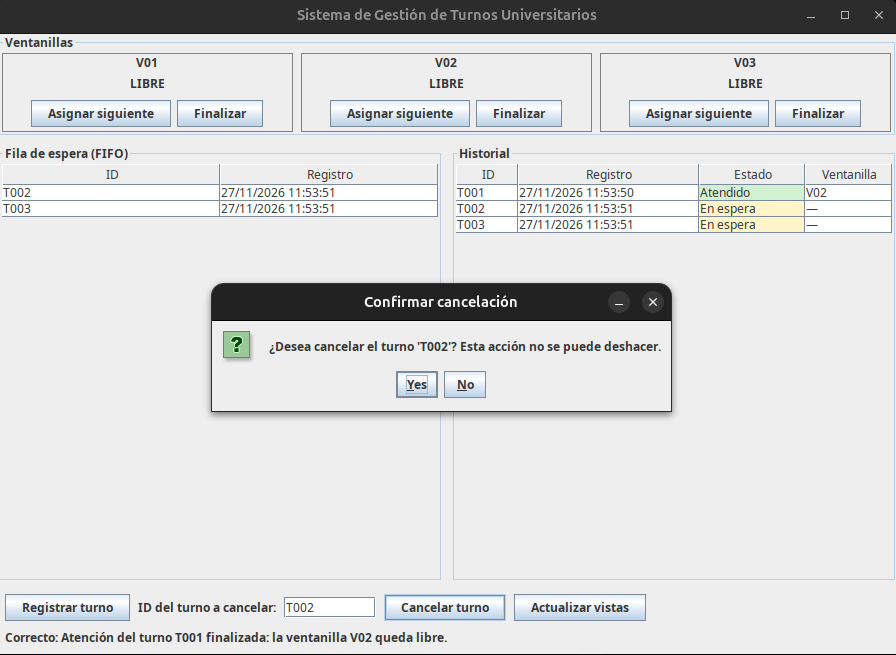 Sistema de Gestión de Turnos Universitarios
Ventanillas
V01 V02 V03
LIBRE LIBRE LIBRE
Asignar siguiente Finalizar Asignar siguiente Finalizar Asignar siguiente Finalizar
Fila de espera (FIFO) Historial
ID Registro ID Registro Estado Ventanilla
T002 27/11/2026 11:53:51 T001 27/11/2026 11:53:50 Atendido V02
T003 27/11/2026 11:53:51 T002 27/11/2026 11:53:51 En espera —
T003 27/11/2026 11:53:51 En espera —
Confirmar cancelación
¿Desea cancelar el turno 'T002'? Esta acción no se puede deshacer.
Yes No
Registrar turno ID del turno a cancelar: T002 Cancelar turno Actualizar vistas
Correcto: Atención del turno T001 finalizada: la ventanilla V02 queda libre.